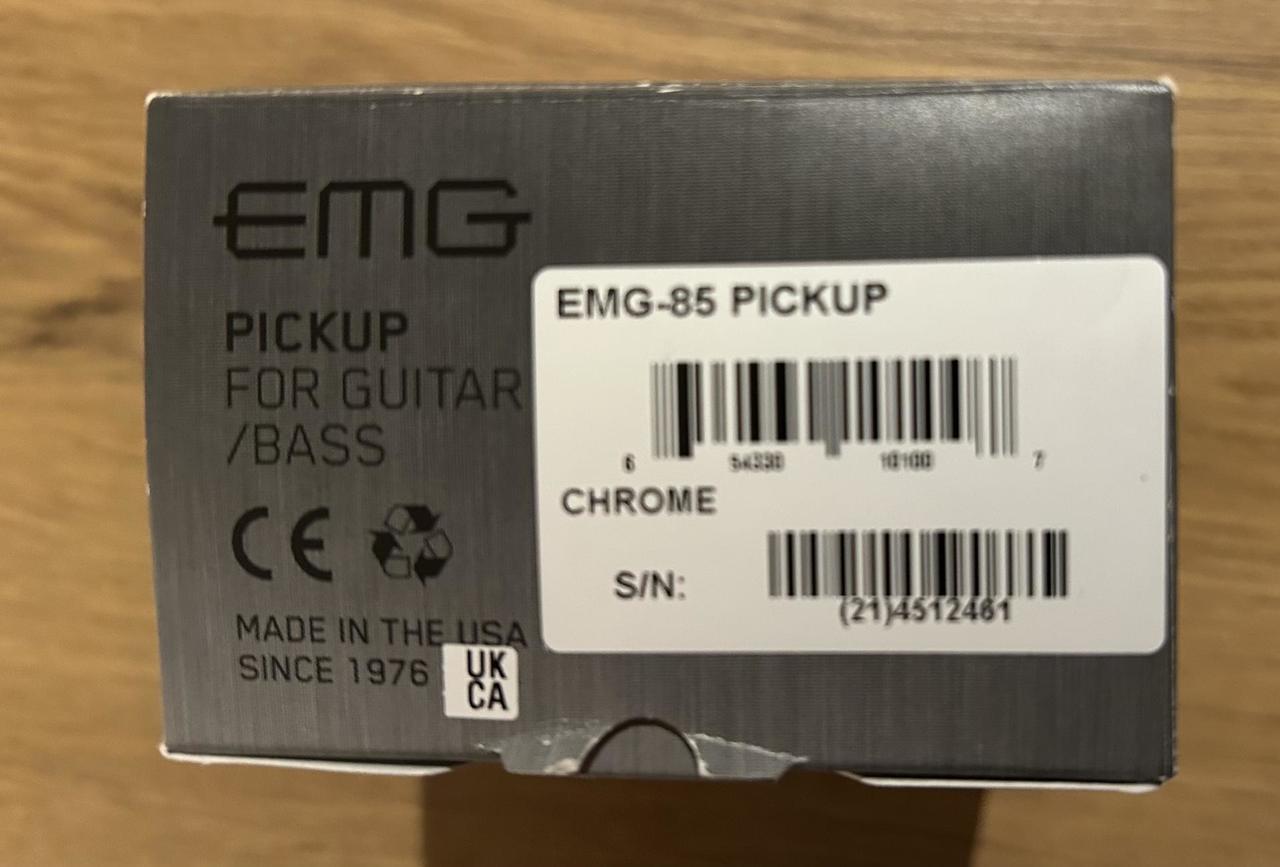 EMG
PICKUP
FOR GUITAR
/BASS
CE
MADE IN THE USA
SINCE 1976
UK
CA
EMG-85 PICKUP
6 54330 10100 7
CHROME
S/N:
(21)4512461